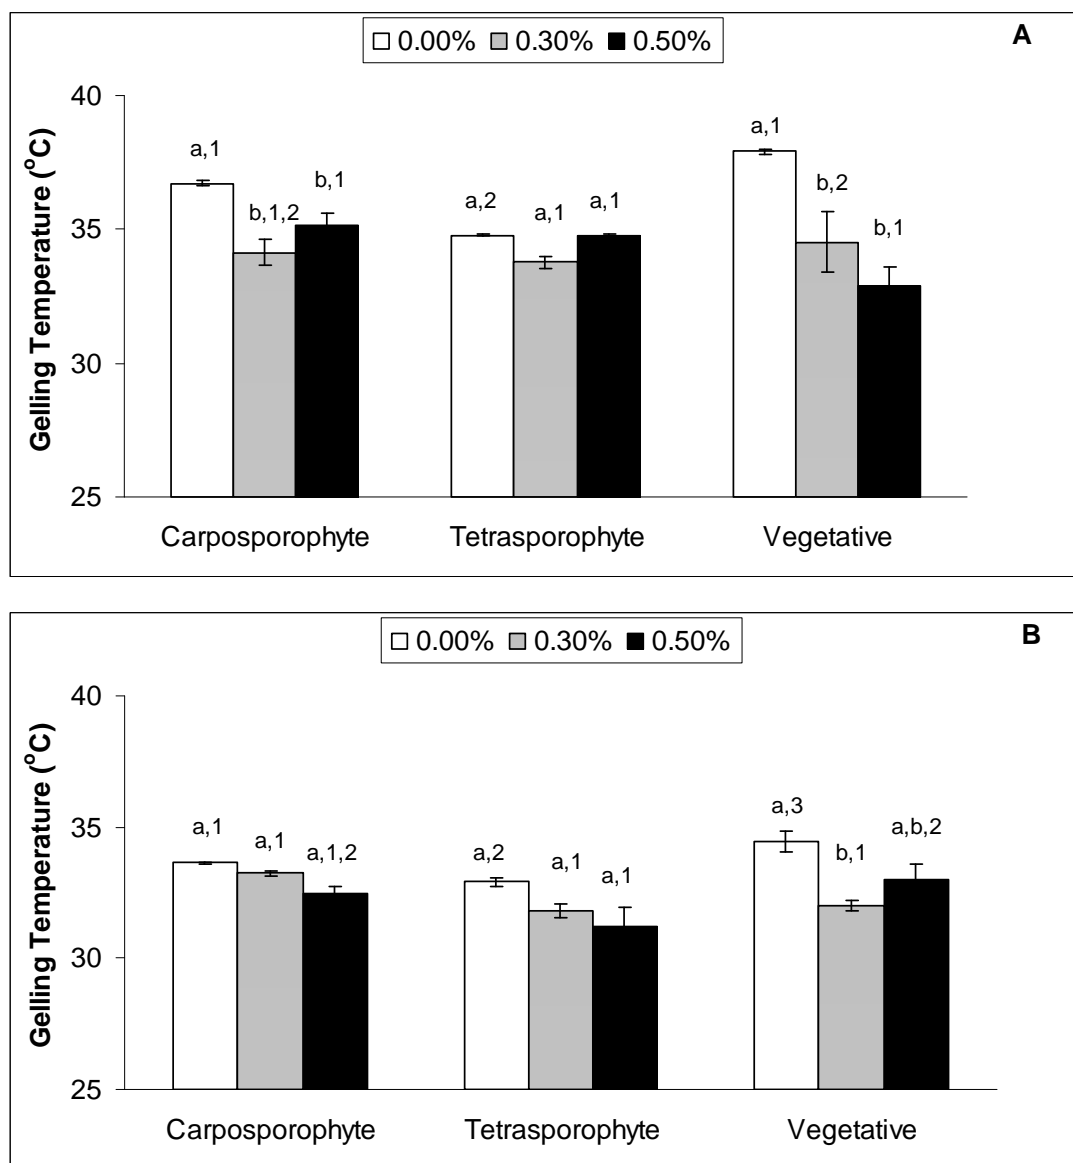 0.00% 0.30% 0.50%
A
Gelling Temperature (°C)
40
35
30
25
a,1
b,1,2
b,1
a,2
a,1
a,1
a,1
b,2
b,1
Carposporophyte Tetrasporophyte Vegetative
0.00% 0.30% 0.50%
B
Gelling Temperature (°C)
40
35
30
25
a,1
a,1
a,1,2
a,2
a,1
a,1
a,3
b,1
a,b,2
Carposporophyte Tetrasporophyte Vegetative